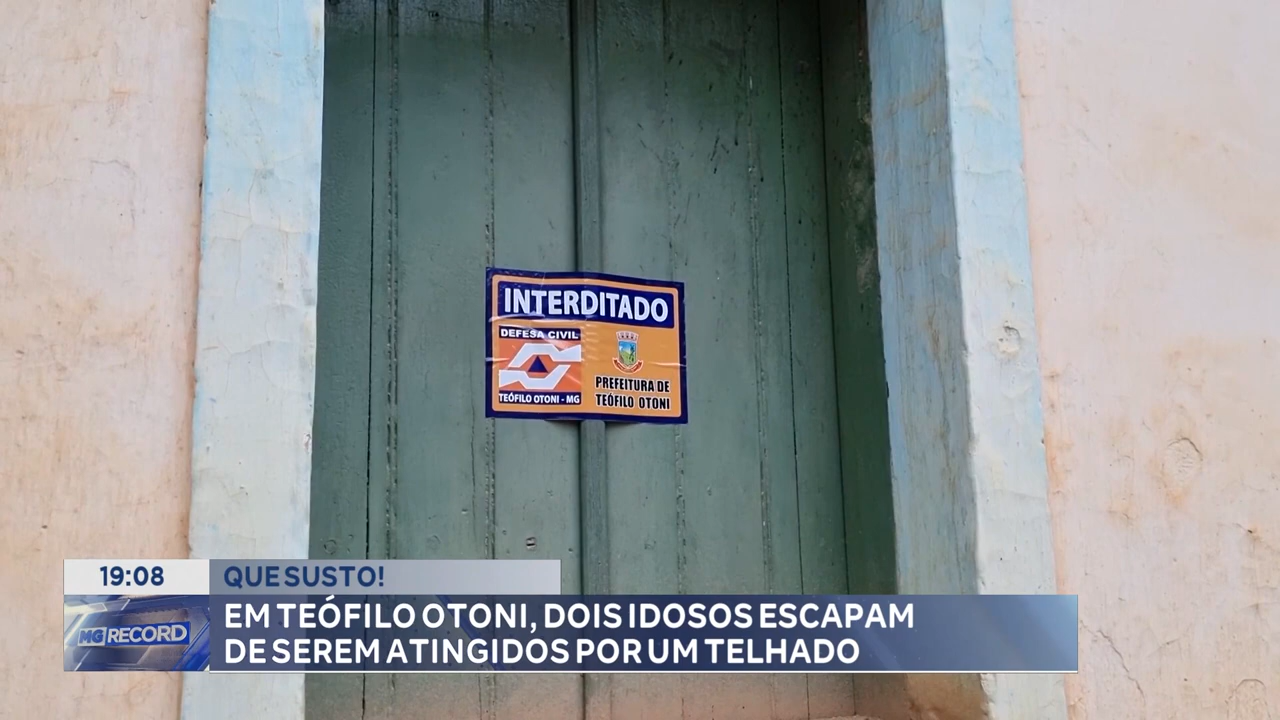 INTERDITADO
DEFESA CIVIL
TEÓFILO OTONI - MG
PREFEITURA DE
TEÓFILO OTONI
19:08
QUE SUSTO!
MG RECORD
EM TEÓFILO OTONI, DOIS IDOSOS ESCAPAM
DE SEREM ATINGIDOS POR UM TELHADO